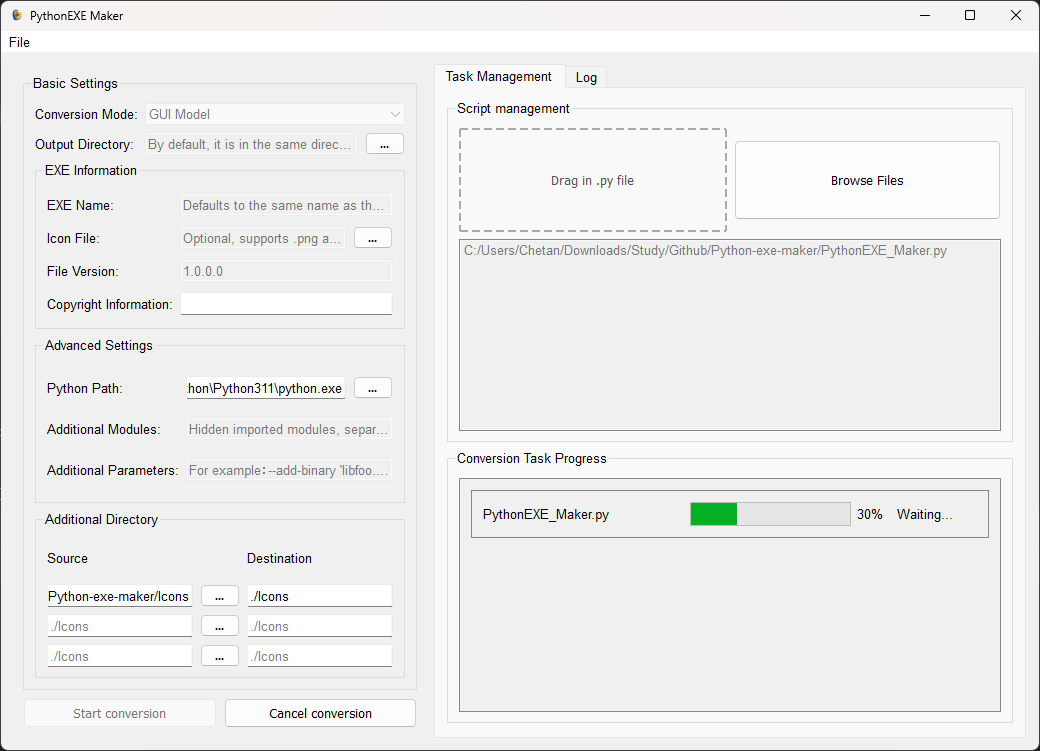 PythonEXE Maker
File
Basic Settings
Conversion Mode: GUI Model
Output Directory: By default, it is in the same direc... ...
EXE Information
EXE Name: Defaults to the same name as th...
Icon File: Optional, supports .png a... ...
File Version: 1.0.0.0
Copyright Information:
Advanced Settings
Python Path: hon\Python311\python.exe ...
Additional Modules: Hidden imported modules, separ...
Additional Parameters: For example：--add-binary 'libfoo....
Additional Directory
Source Destination
Python-exe-maker/Icons ... ./Icons
./Icons ... ./Icons
./Icons ... ./Icons
Start conversion Cancel conversion
Task Management Log
Script management
Drag in .py file Browse Files
C:/Users/Chetan/Downloads/Study/Github/Python-exe-maker/PythonEXE_Maker.py
Conversion Task Progress
PythonEXE_Maker.py 30% Waiting...